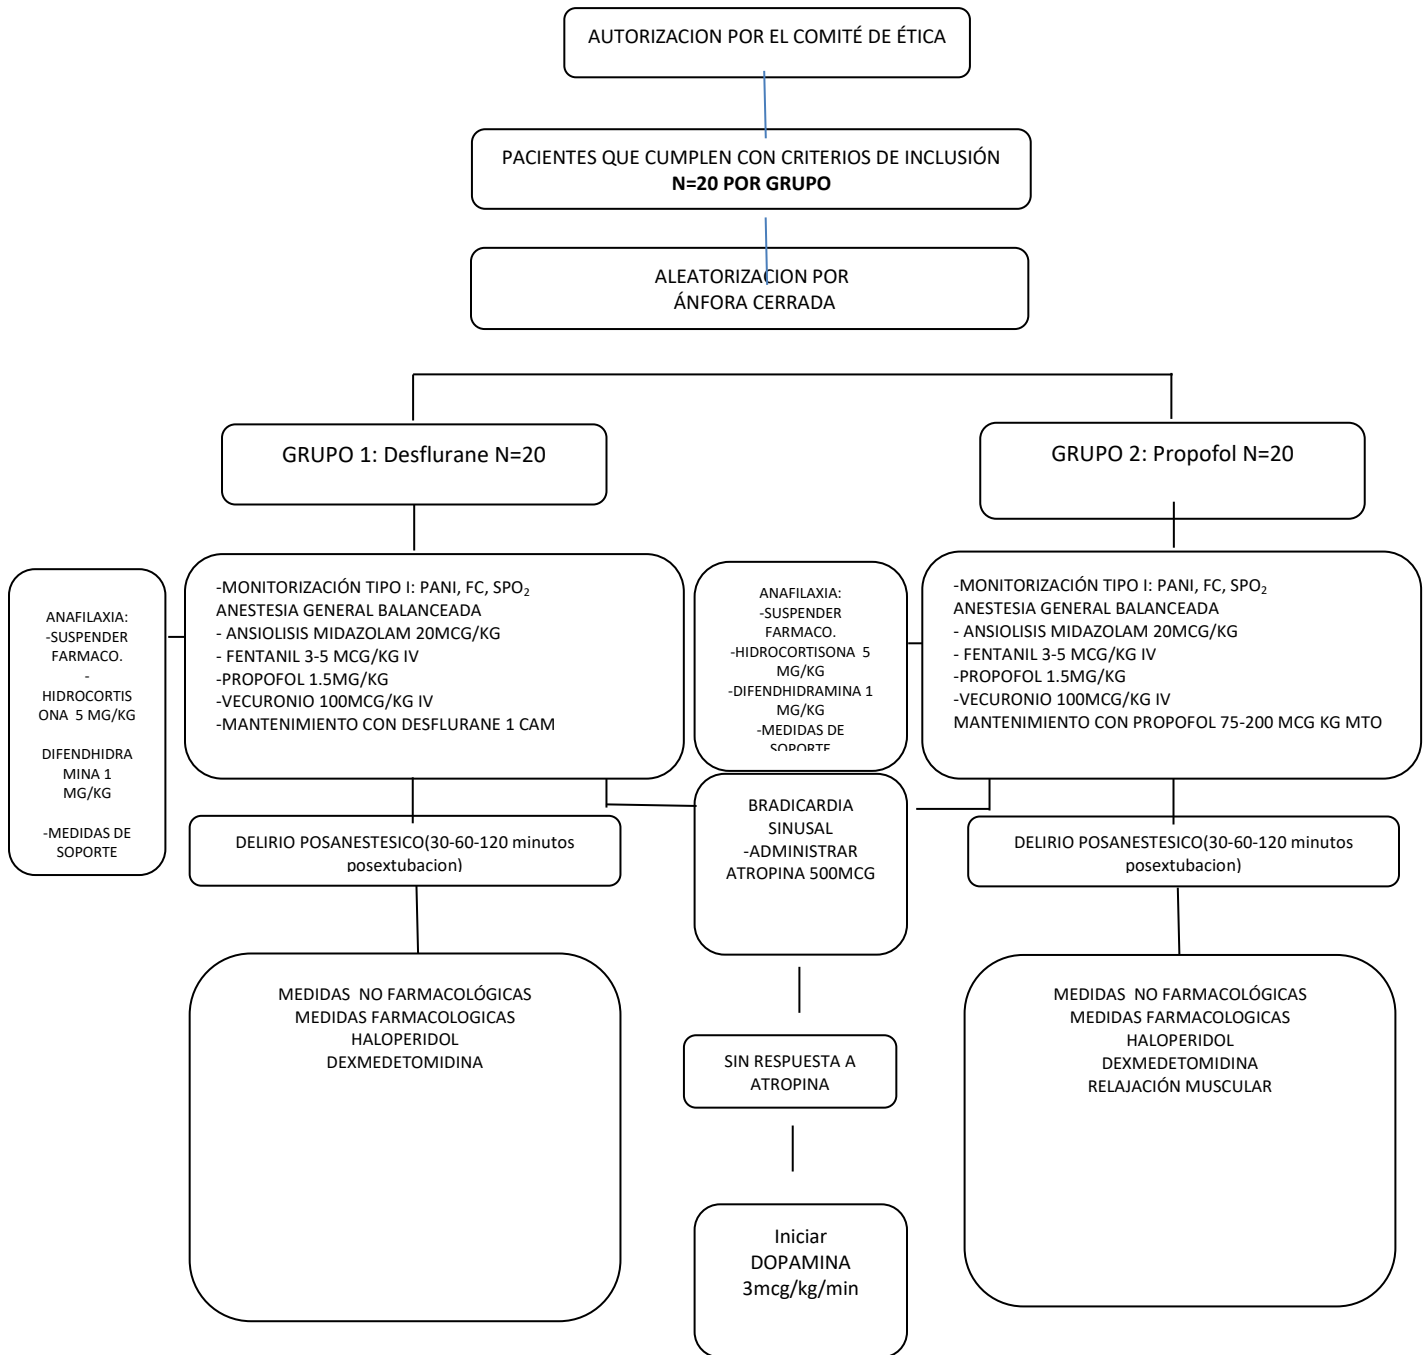 AUTORIZACION POR EL COMITÉ DE ÉTICA
PACIENTES QUE CUMPLEN CON CRITERIOS DE INCLUSIÓN
N=20 POR GRUPO
ALEATORIZACION POR
ÁNFORA CERRADA
GRUPO 1: Desflurane N=20
GRUPO 2: Propofol N=20
ANAFILAXIA:
-SUSPENDER
FARMACO.
-
HIDROCORTIS
ONA 5 MG/KG
DIFENDHIDRA
MINA 1
MG/KG
-MEDIDAS DE
SOPORTE
-MONITORIZACIÓN TIPO I: PANI, FC, SPO₂
ANESTESIA GENERAL BALANCEADA
- ANSIOLISIS MIDAZOLAM 20MCG/KG
- FENTANIL 3-5 MCG/KG IV
-PROPOFOL 1.5MG/KG
-VECURONIO 100MCG/KG IV
-MANTENIMIENTO CON DESFLURANE 1 CAM
ANAFILAXIA:
-SUSPENDER
FARMACO.
-HIDROCORTISONA 5
MG/KG
-DIFENDHIDRAMINA 1
MG/KG
-MEDIDAS DE
SOPORTE
-MONITORIZACIÓN TIPO I: PANI, FC, SPO₂
ANESTESIA GENERAL BALANCEADA
- ANSIOLISIS MIDAZOLAM 20MCG/KG
- FENTANIL 3-5 MCG/KG IV
-PROPOFOL 1.5MG/KG
-VECURONIO 100MCG/KG IV
MANTENIMIENTO CON PROPOFOL 75-200 MCG KG MTO
DELIRIO POSANESTESICO(30-60-120 minutos
posextubacion)
BRADICARDIA
SINUSAL
-ADMINISTRAR
ATROPINA 500MCG
DELIRIO POSANESTESICO(30-60-120 minutos
posextubacion)
MEDIDAS NO FARMACOLÓGICAS
MEDIDAS FARMACOLOGICAS
HALOPERIDOL
DEXMEDETOMIDINA
SIN RESPUESTA A
ATROPINA
MEDIDAS NO FARMACOLÓGICAS
MEDIDAS FARMACOLOGICAS
HALOPERIDOL
DEXMEDETOMIDINA
RELAJACIÓN MUSCULAR
Iniciar
DOPAMINA
3mcg/kg/min